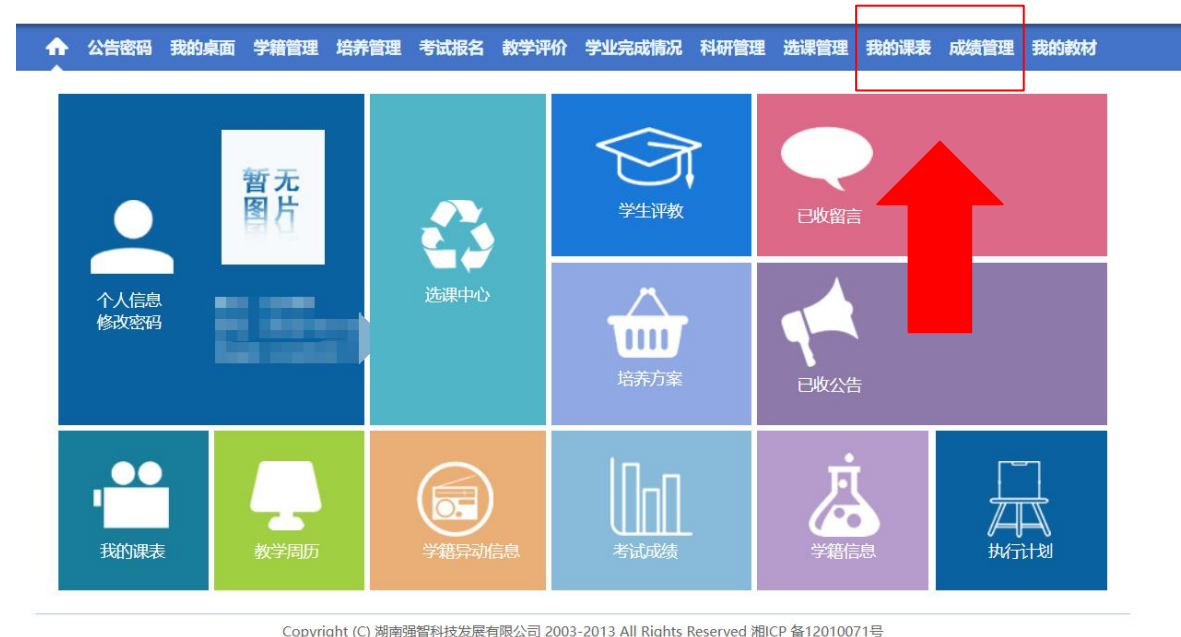 公告密码 我的桌面 学籍管理 培养管理 考试报名 教学评价 学业完成情况 科研管理 选课管理 我的课表 成绩管理 我的教材
暂无
图片
个人信息
修改密码
选课中心
学生评教
已收留言
培养方案
已收公告
我的课表
教学周历
学籍异动信息
考试成绩
学籍信息
执行计划
Copyright (C) 湖南强智科技发展有限公司 2003-2013 All Rights Reserved 湘ICP 备12010071号